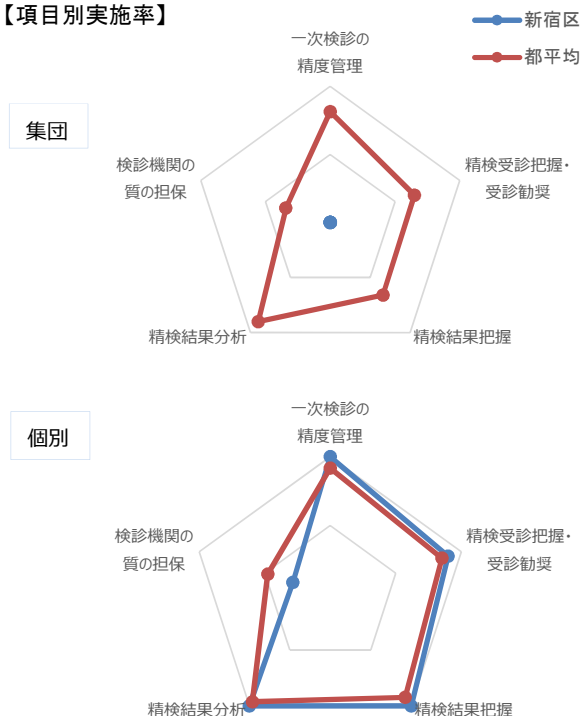 【項目別実施率】
新宿区
都平均
集団
一次検診の
精度管理
精検受診把握・
受診勧奨
精検結果把握
精検結果分析
検診機関の
質の担保
個別
一次検診の
精度管理
精検受診把握・
受診勧奨
精検結果把握
精検結果分析
検診機関の
質の担保